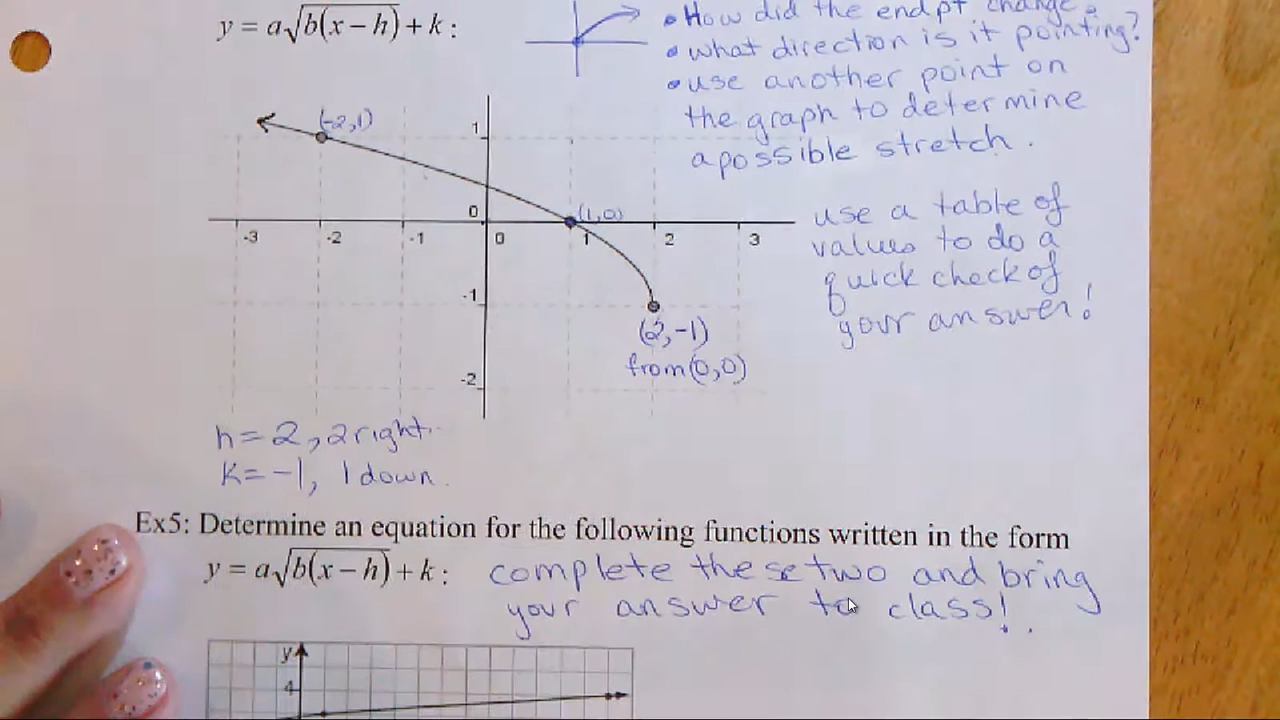 y = a√b(x − h) + k :
• How did the endpt change?
• what direction is it pointing?
• use another point on
the graph to determine
a possible stretch.
(-2,1)
1
use a table of
values to do a
quick check of
your answer!
0
(1,0)
-3 -2 -1 0 1 2 3
-1
(2,-1)
from(0,0)
-2
h=2, 2 right.
k=-1, 1 down.
Ex5: Determine an equation for the following functions written in the form
y = a√b(x − h) + k : complete these two and bring
your answer to class!
y
4